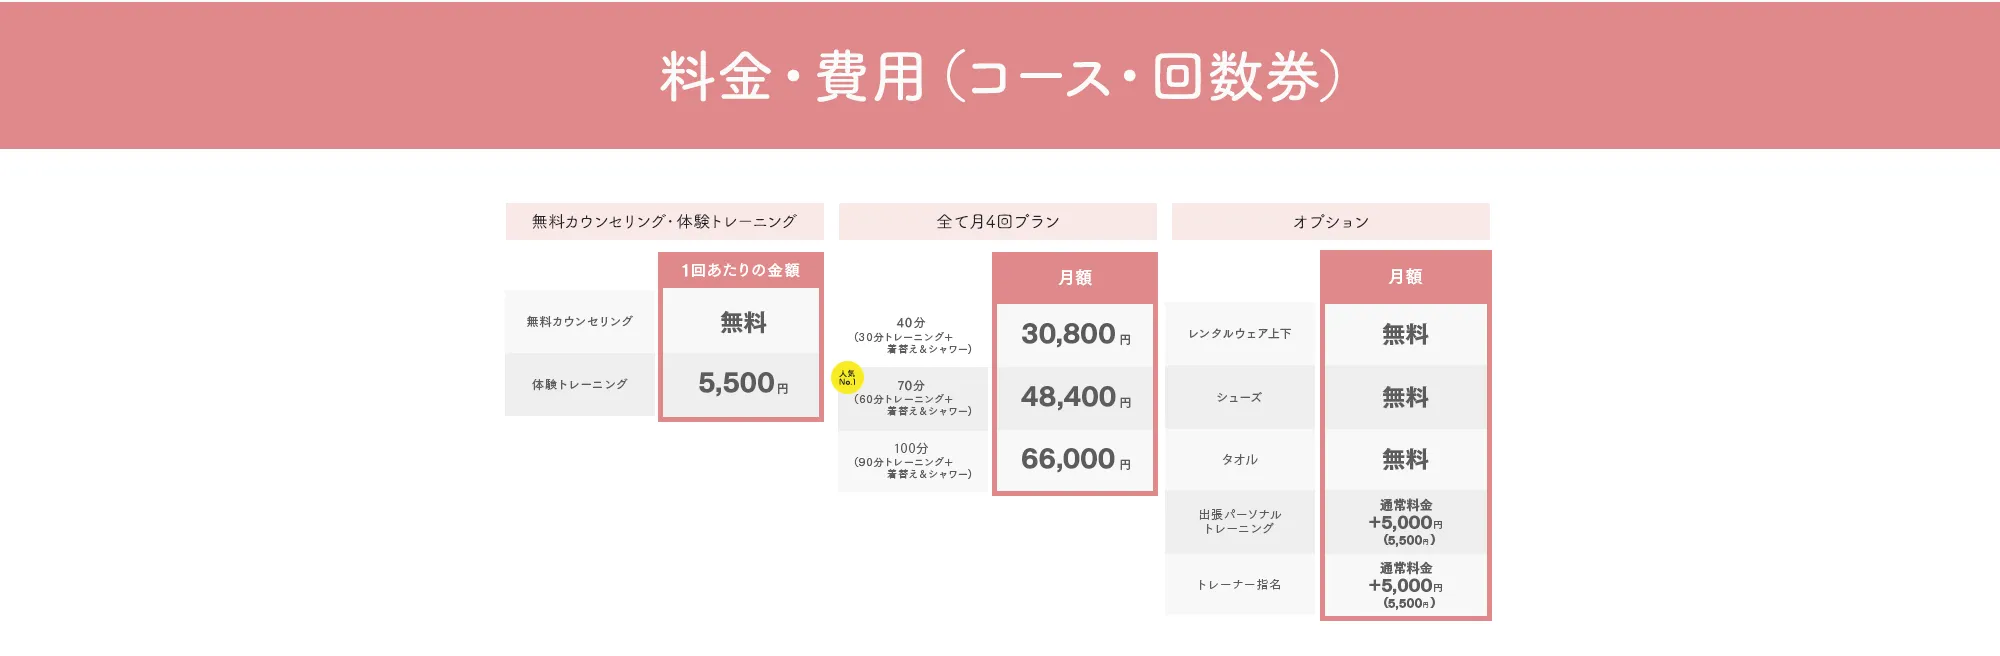 料金・費用（コース・回数券）
無料カウンセリング・体験トレーニング
1回あたりの金額
無料カウンセリング
無料
体験トレーニング
5,500円
全て月4回プラン
月額
40分
（30分トレーニング＋
着替え＆シャワー）
30,800円
人気
No.1
70分
（60分トレーニング＋
着替え＆シャワー）
48,400円
100分
（90分トレーニング＋
着替え＆シャワー）
66,000円
オプション
月額
レンタルウェア上下
無料
シューズ
無料
タオル
無料
出張パーソナル
トレーニング
通常料金
+5,000円
（5,500円）
トレーナー指名
通常料金
+5,000円
（5,500円）